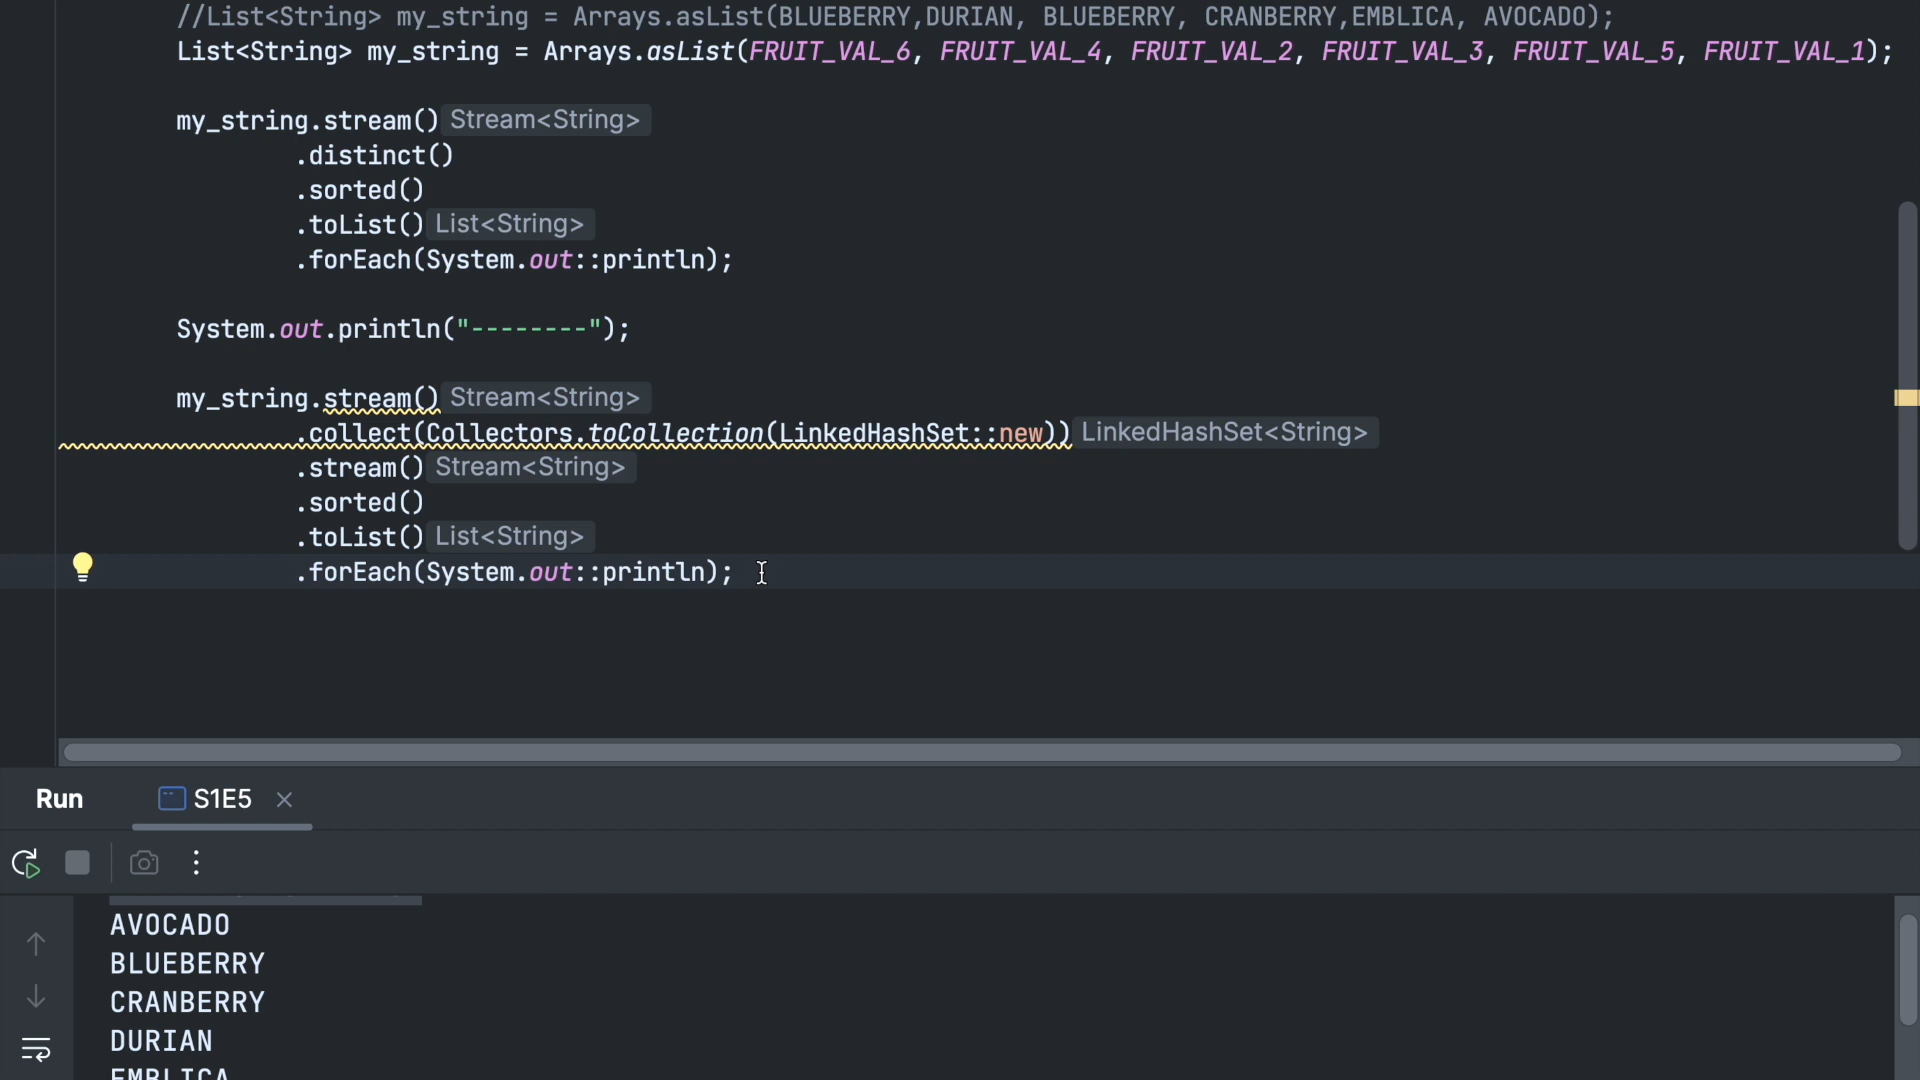 //List<String> my_string = Arrays.asList(BLUEBERRY,DURIAN, BLUEBERRY, CRANBERRY,EMBLICA, AVOCADO);
List<String> my_string = Arrays.asList(FRUIT_VAL_6, FRUIT_VAL_4, FRUIT_VAL_2, FRUIT_VAL_3, FRUIT_VAL_5, FRUIT_VAL_1);
my_string.stream() Stream<String>
.distinct()
.sorted()
.toList() List<String>
.forEach(System.out::println);
System.out.println("--------");
my_string.stream() Stream<String>
.collect(Collectors.toCollection(LinkedHashSet::new)) LinkedHashSet<String>
.stream() Stream<String>
.sorted()
.toList() List<String>
.forEach(System.out::println);
Run S1E5
AVOCADO
BLUEBERRY
CRANBERRY
DURIAN
EMBLICA